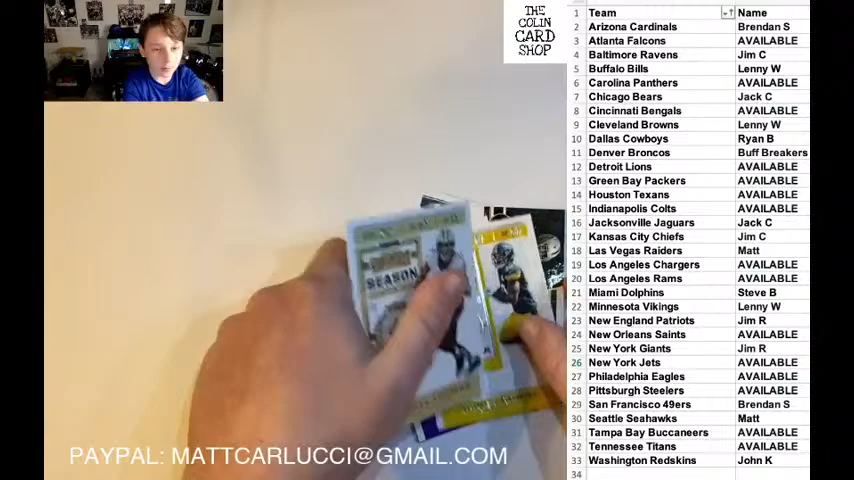 THE
COLIN
CARD
SHOP
1 Team Name
2 Arizona Cardinals Brendan S
3 Atlanta Falcons AVAILABLE
4 Baltimore Ravens Jim C
5 Buffalo Bills Lenny W
6 Carolina Panthers AVAILABLE
7 Chicago Bears Jack C
8 Cincinnati Bengals AVAILABLE
9 Cleveland Browns Lenny W
10 Dallas Cowboys Ryan B
11 Denver Broncos Buff Breakers
12 Detroit Lions AVAILABLE
13 Green Bay Packers AVAILABLE
14 Houston Texans AVAILABLE
15 Indianapolis Colts AVAILABLE
16 Jacksonville Jaguars Jack C
17 Kansas City Chiefs Jim C
18 Las Vegas Raiders Matt
19 Los Angeles Chargers AVAILABLE
20 Los Angeles Rams AVAILABLE
21 Miami Dolphins Steve B
22 Minnesota Vikings Lenny W
23 New England Patriots Jim R
24 New Orleans Saints AVAILABLE
25 New York Giants Jim R
26 New York Jets AVAILABLE
27 Philadelphia Eagles AVAILABLE
28 Pittsburgh Steelers AVAILABLE
29 San Francisco 49ers Brendan S
30 Seattle Seahawks Matt
31 Tampa Bay Buccaneers AVAILABLE
32 Tennessee Titans AVAILABLE
33 Washington Redskins John K
34
SEASON
PAYPAL: MATTCARLUCCI@GMAIL.COM